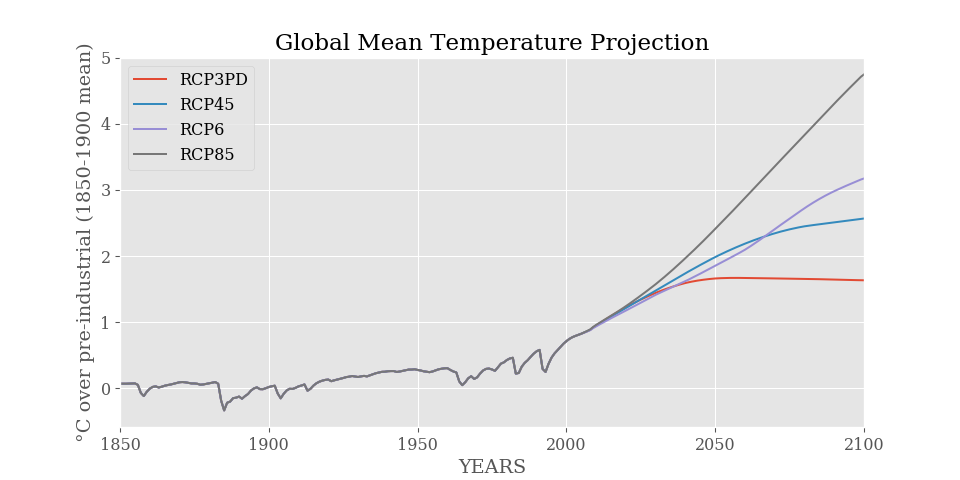 Global Mean Temperature Projection
°C over pre-industrial (1850-1900 mean)
5
4
3
2
1
0
RCP3PD
RCP45
RCP6
RCP85
1850 1900 1950 2000 2050 2100
YEARS